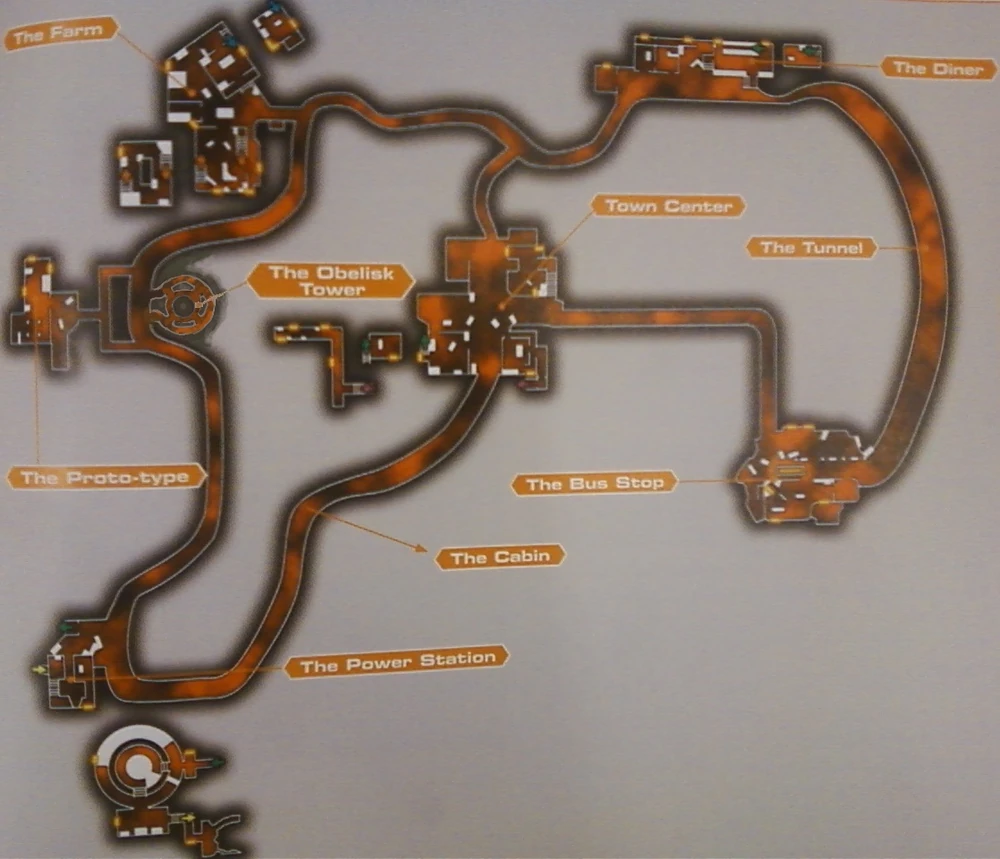 The Farm
The Diner
Town Center
The Tunnel
The Obelisk
Tower
The Proto-type
The Bus Stop
The Cabin
The Power Station